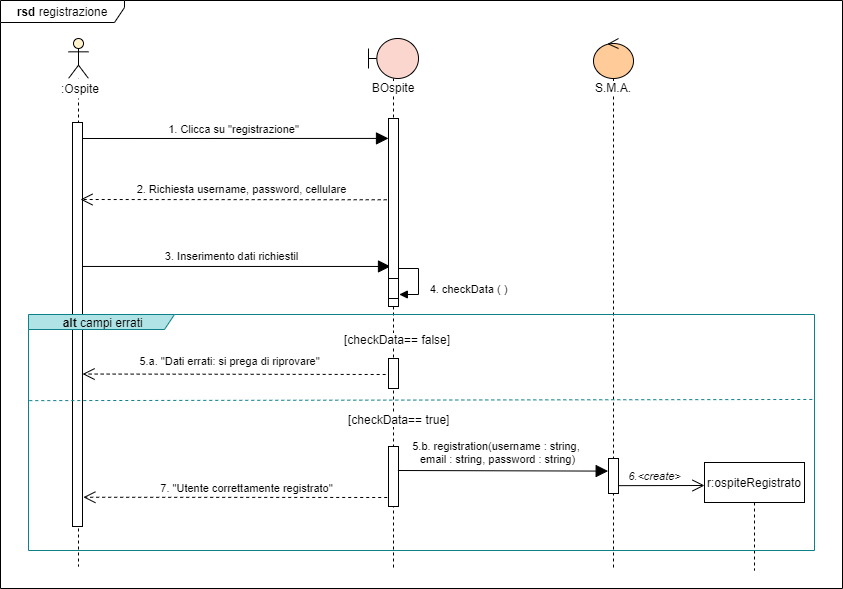 rsd registrazione
:Ospite
BOspite
S.M.A.
1. Clicca su "registrazione"
2. Richiesta username, password, cellulare
3. Inserimento dati richiestil
4. checkData ( )
alt campi errati
[checkData== false]
5.a. "Dati errati: si prega di riprovare"
[checkData== true]
5.b. registration(username : string,
email : string, password : string)
6.<create>
r:ospiteRegistrato
7. "Utente correttamente registrato"